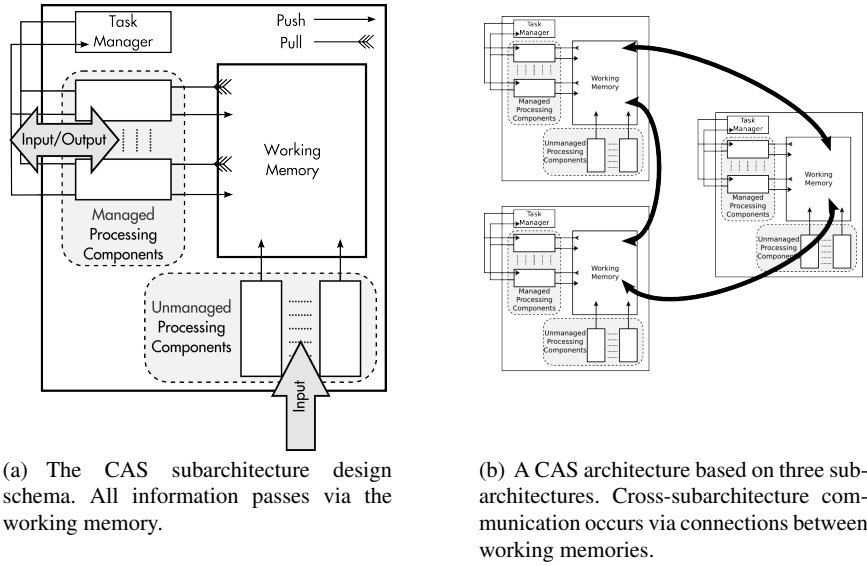 Task
Manager
Push
Pull
Input/Output
Working
Memory
Managed
Processing
Components
Unmanaged
Processing
Components
Input
(a) The CAS subarchitecture design
schema. All information passes via the
working memory.
Task
Manager
Working
Memory
Managed
Processing
Components
Unmanaged
Processing
Components
Task
Manager
Working
Memory
Managed
Processing
Components
Unmanaged
Processing
Components
Task
Manager
Working
Memory
Managed
Processing
Components
Unmanaged
Processing
Components
(b) A CAS architecture based on three sub-
architectures. Cross-subarchitecture com-
munication occurs via connections between
working memories.